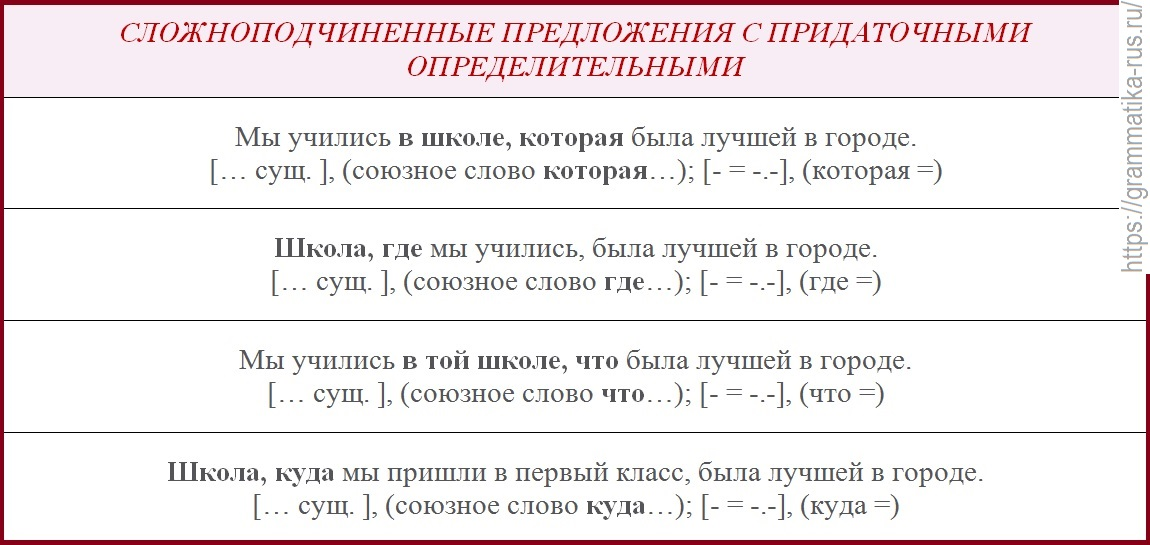 СЛОЖНОПОДЧИНЕННЫЕ ПРЕДЛОЖЕНИЯ С ПРИДАТОЧНЫМИ
ОПРЕДЕЛИТЕЛЬНЫМИ
Мы учились в школе, которая была лучшей в городе.
[… сущ. ], (союзное слово которая…); [- = -.-], (которая =)
Школа, где мы учились, была лучшей в городе.
[… сущ. ], (союзное слово где…); [- = -.-], (где =)
Мы учились в той школе, что была лучшей в городе.
[… сущ. ], (союзное слово что…); [- = -.-], (что =)
Школа, куда мы пришли в первый класс, была лучшей в городе.
[… сущ. ], (союзное слово куда…); [- = -.-], (куда =)
https://grammatika-rus.ru/